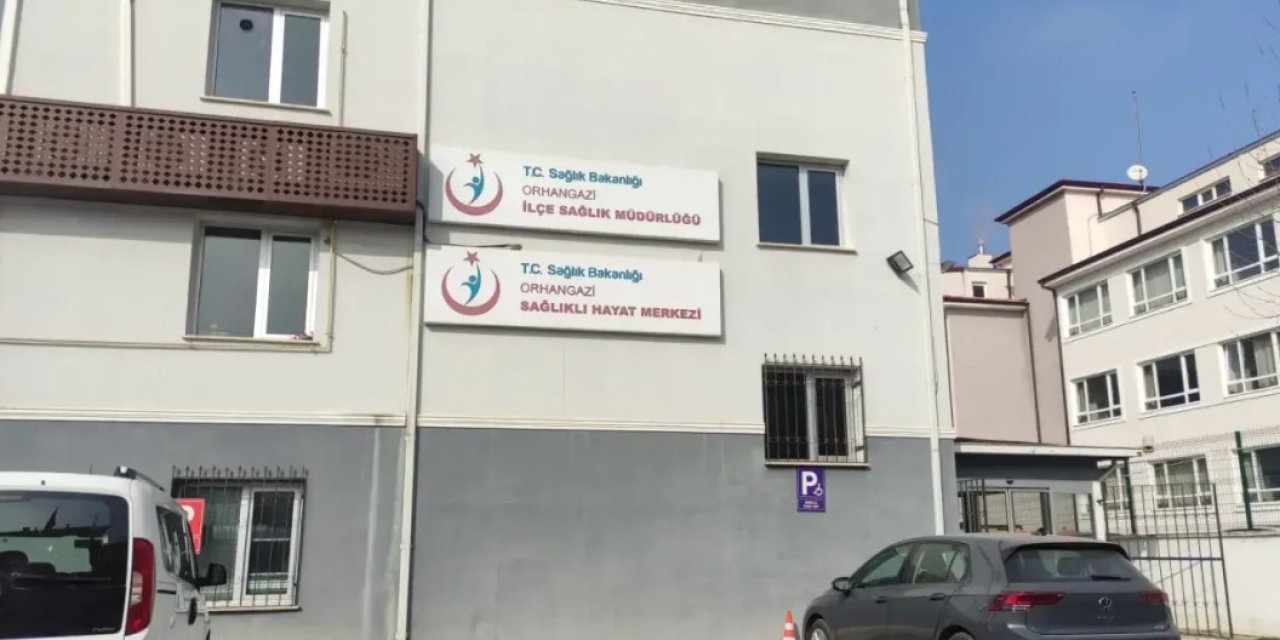 T.C. Sağlık Bakanlığı
ORHANGAZİ
İLÇE SAĞLIK MÜDÜRLÜĞÜ
T.C. Sağlık Bakanlığı
ORHANGAZİ
SAĞLIKLI HAYAT MERKEZİ
P